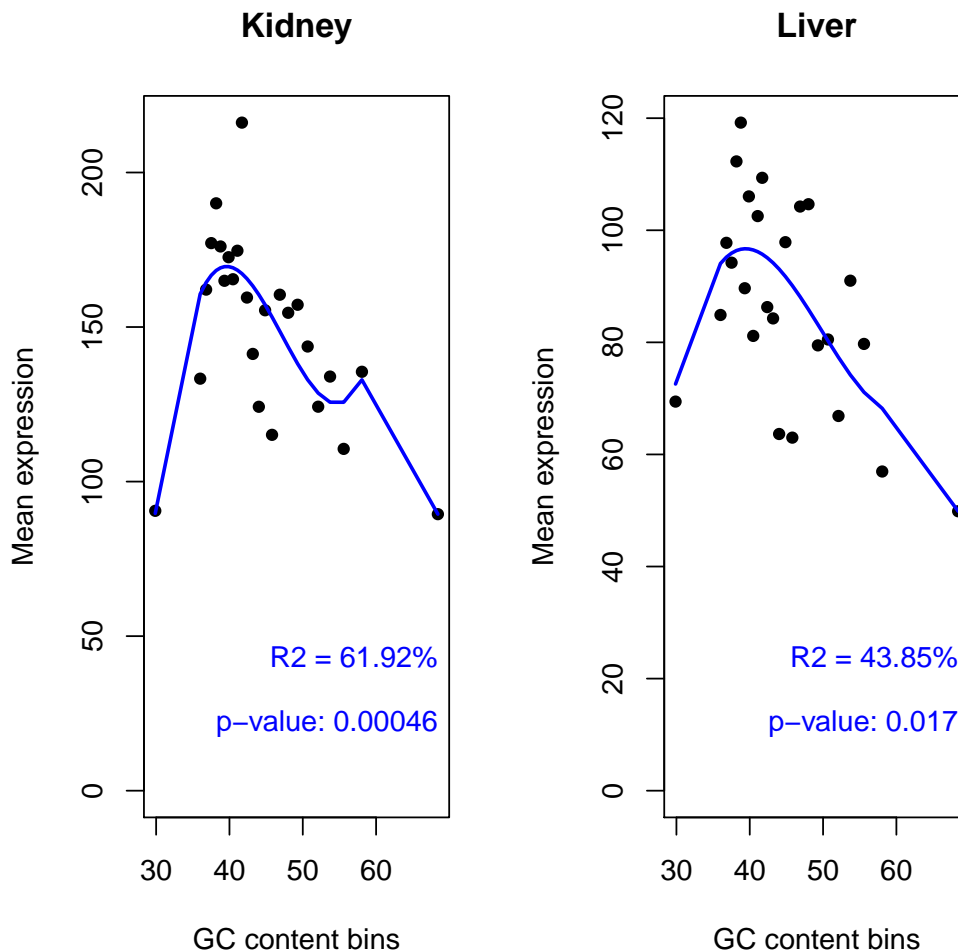 Kidney
Mean expression
200
150
100
50
0
R2 = 61.92%
p−value: 0.00046
30 40 50 60
GC content bins
Liver
Mean expression
120
100
80
60
40
20
0
R2 = 43.85%
p−value: 0.017
30 40 50 60
GC content bins